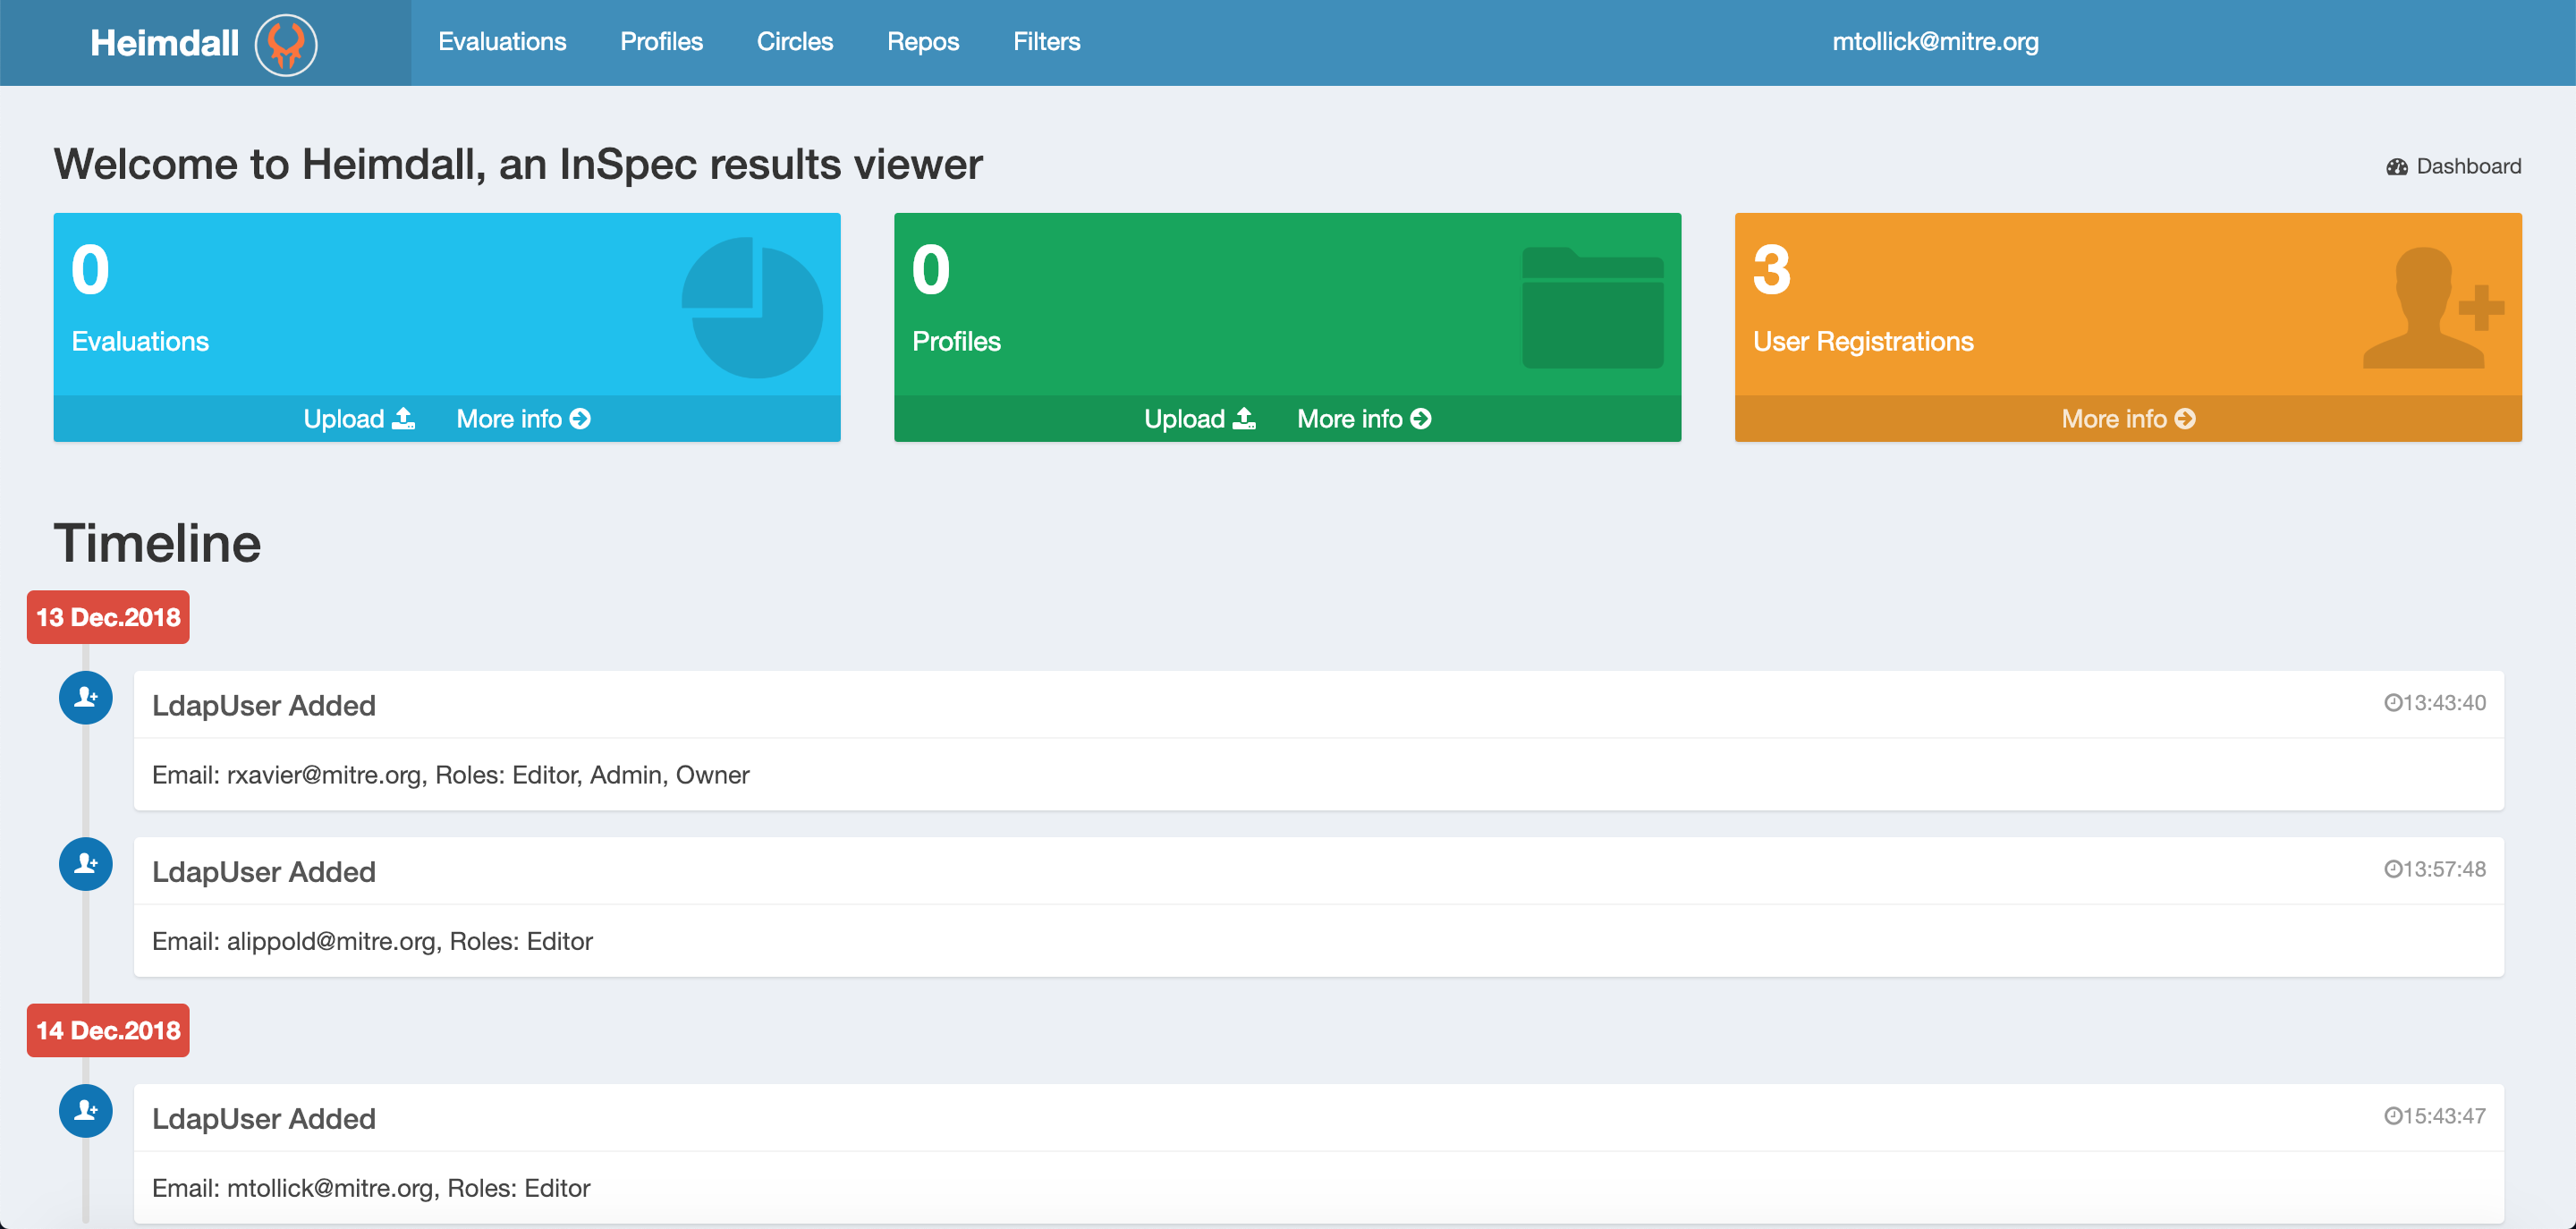 Heimdall Evaluations Profiles Circles Repos Filters mtollick@mitre.org
Welcome to Heimdall, an InSpec results viewer
Dashboard
0
Evaluations
Upload More info
0
Profiles
Upload More info
3
User Registrations
More info
Timeline
13 Dec.2018
LdapUser Added 13:43:40
Email: rxavier@mitre.org, Roles: Editor, Admin, Owner
LdapUser Added 13:57:48
Email: alippold@mitre.org, Roles: Editor
14 Dec.2018
LdapUser Added 15:43:47
Email: mtollick@mitre.org, Roles: Editor